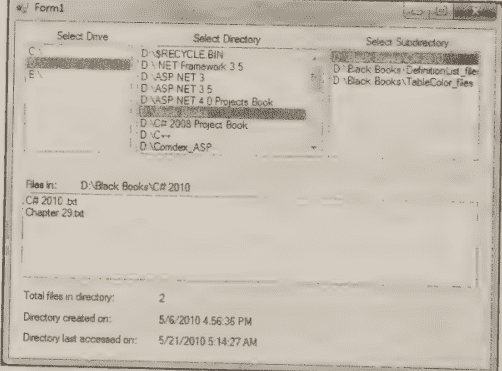 Form1
Select Drive
Select Directory
Select Subdirectory
C:\
E:\
D:\$RECYCLE.BIN
D:\.NET Framework 3.5
D:\ASP.NET 3
D:\ASP.NET 3.5
D:\ASP.NET 4.0 Projects Book
D:\C# 2008 Project Book
D:\C++
D:\Comdex_ASP
D:\Black Books\DefinitionList_files
D:\Black Books\TableColor_files
Files in: D:\Black Books\C# 2010
C# 2010 .txt
Chapter 29.txt
Total files in directory: 2
Directory created on: 5/6/2010 4:56:36 PM
Directory last accessed on: 5/21/2010 5:14:27 AM